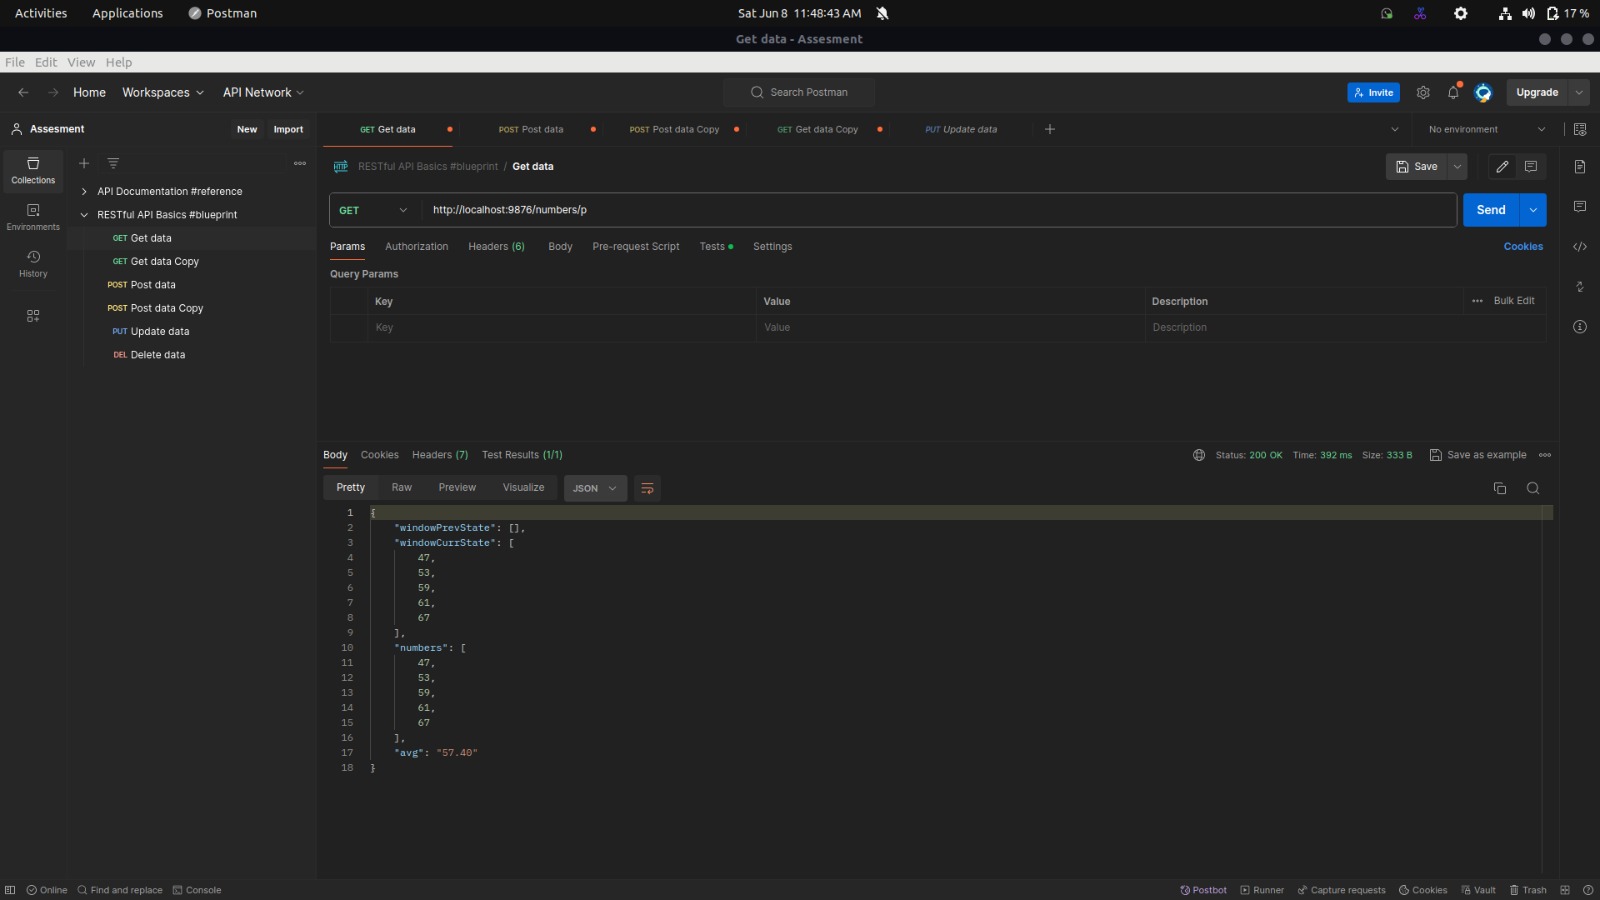 Activities Applications Postman Sat Jun 8 11:48:43 AM 17 %
Get data - Assesment
File Edit View Help
Home Workspaces API Network Search Postman Invite Upgrade
Assesment New Import GET Get data POST Post data POST Post data Copy GET Get data Copy PUT Update data No environment
Collections
Environments
History
API Documentation #reference
RESTful API Basics #blueprint
GET Get data
GET Get data Copy
POST Post data
POST Post data Copy
PUT Update data
DEL Delete data
HTTP RESTful API Basics #blueprint / Get data Save
GET http://localhost:9876/numbers/p Send
Params Authorization Headers (6) Body Pre-request Script Tests Settings Cookies
Query Params
Key Value Description Bulk Edit
Key Value Description
Body Cookies Headers (7) Test Results (1/1) Status: 200 OK Time: 392 ms Size: 333 B Save as example
Pretty Raw Preview Visualize JSON
1 {
2 "windowPrevState": [],
3 "windowCurrState": [
4 47,
5 53,
6 59,
7 61,
8 67
9 ],
10 "numbers": [
11 47,
12 53,
13 59,
14 61,
15 67
16 ],
17 "avg": "57.40"
18 }
Online Find and replace Console Postbot Runner Capture requests Cookies Vault Trash